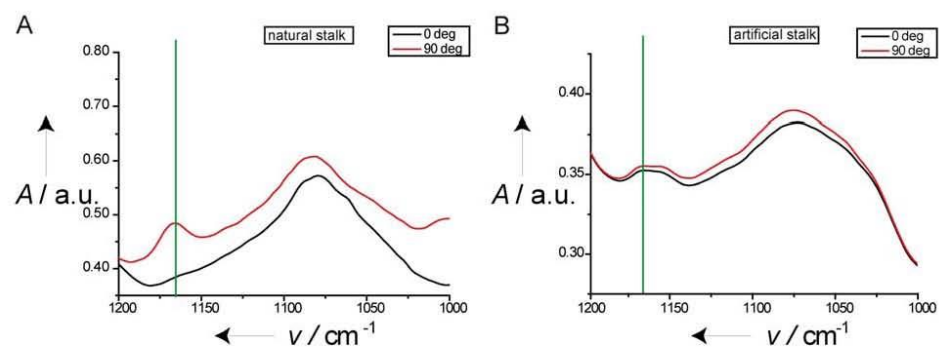 A
natural stalk
0 deg
90 deg
0.80
0.70
0.60
0.50
0.40
A / a.u.
1200
1150
1100
1050
1000
ν / cm⁻¹
B
artificial stalk
0 deg
90 deg
0.40
0.35
0.30
A / a.u.
1200
1150
1100
1050
1000
ν / cm⁻¹